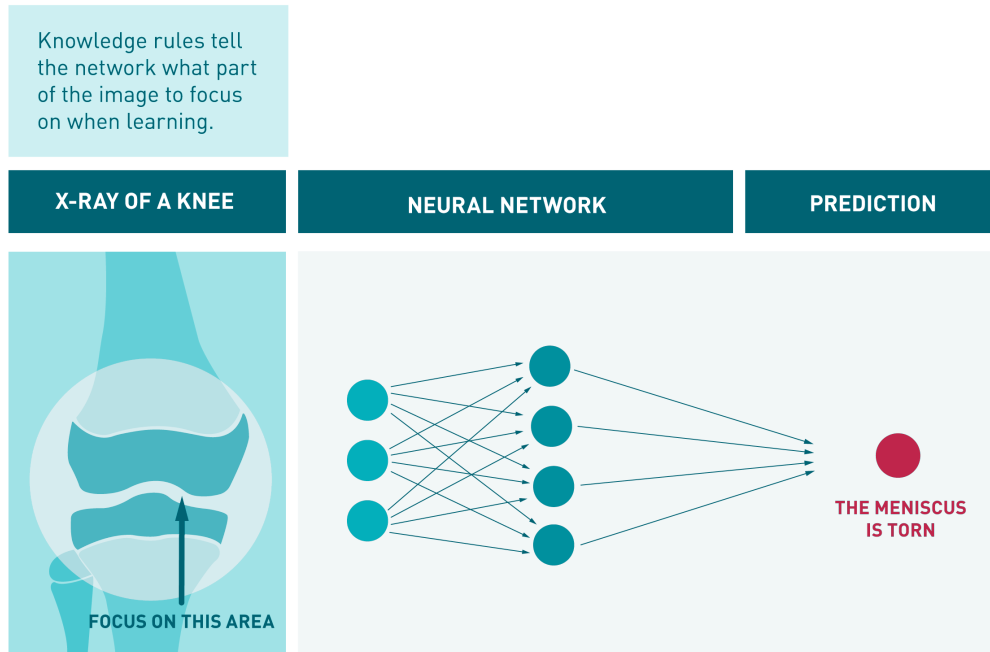 Knowledge rules tell
the network what part
of the image to focus
on when learning.
X-RAY OF A KNEE
NEURAL NETWORK
PREDICTION
FOCUS ON THIS AREA
THE MENISCUS
IS TORN